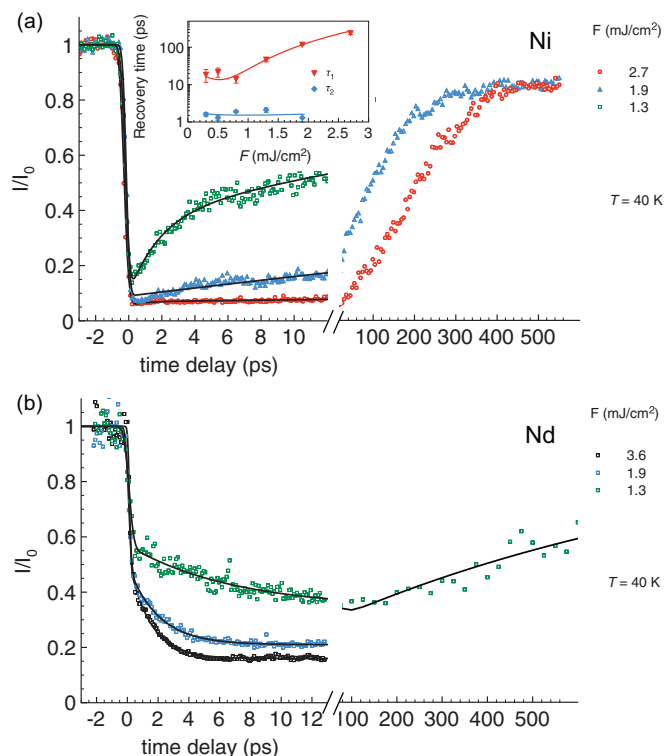 (a)
Ni
I/I0
1
0.8
0.6
0.4
0.2
0
-2 0 2 4 6 8 10 12
100 200 300 400 500
time delay (ps)
Recovery time (ps)
100
10
1
τ1
τ2
0 0.5 1 1.5 2 2.5 3
F (mJ/cm²)
F (mJ/cm²)
2.7
1.9
1.3
T = 40 K
(b)
Nd
I/I0
1
0.8
0.6
0.4
0.2
0
-2 0 2 4 6 8 10 12
100 200 300 400 500
time delay (ps)
F (mJ/cm²)
3.6
1.9
1.3
T = 40 K